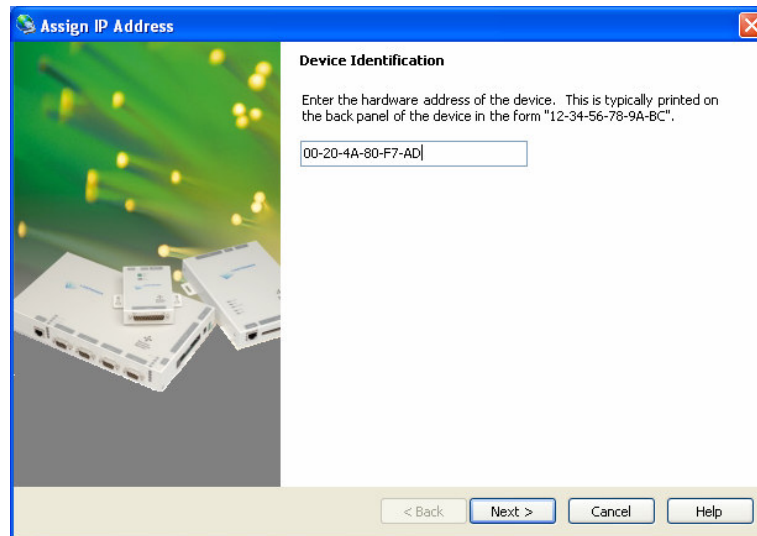 Assign IP Address
Device Identification
Enter the hardware address of the device. This is typically printed on
the back panel of the device in the form "12-34-56-78-9A-BC".
00-20-4A-80-F7-AD
< Back Next > Cancel Help